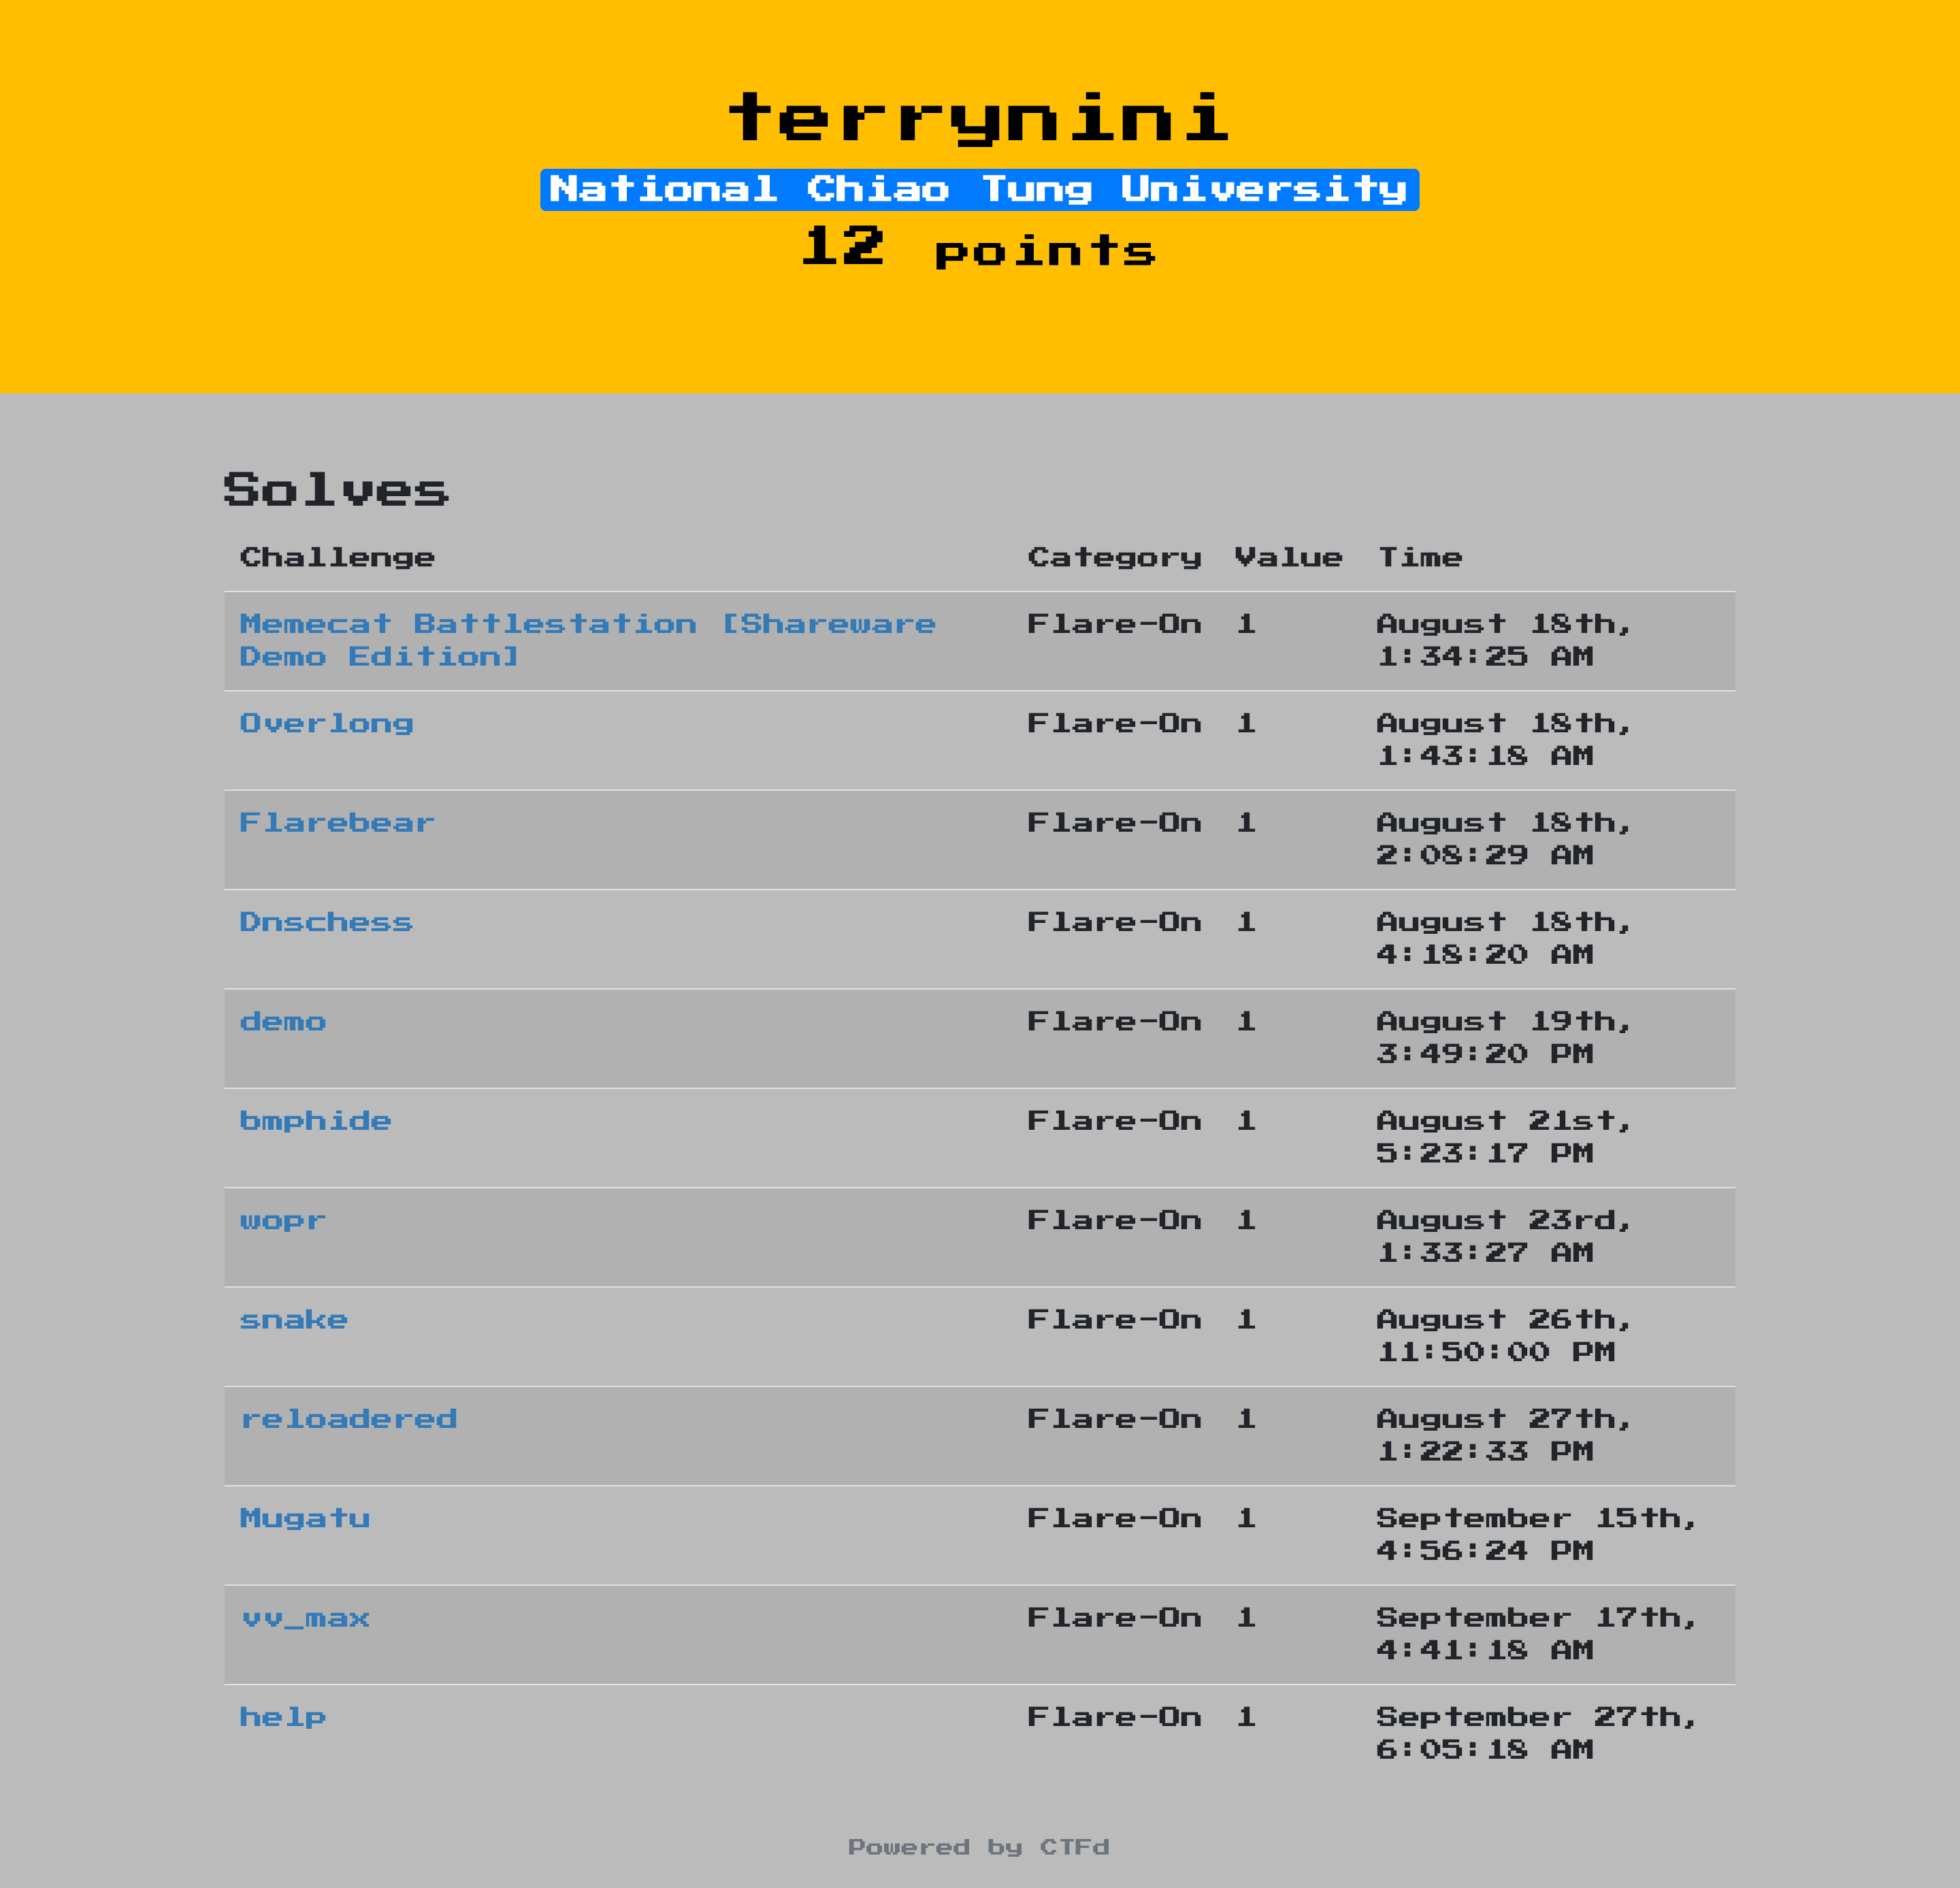 terrynini
National Chiao Tung University
12 points
Solves
Challenge Category Value Time
Memecat Battlestation [Shareware Flare-On 1 August 18th,
Demo Edition] 1:34:25 AM
Overlong Flare-On 1 August 18th,
1:43:18 AM
Flarebear Flare-On 1 August 18th,
2:08:29 AM
Dnschess Flare-On 1 August 18th,
4:18:20 AM
demo Flare-On 1 August 19th,
3:49:20 PM
bmphide Flare-On 1 August 21st,
5:23:17 PM
wopr Flare-On 1 August 23rd,
1:33:27 AM
snake Flare-On 1 August 26th,
11:50:00 PM
reloadered Flare-On 1 August 27th,
1:22:33 PM
Mugatu Flare-On 1 September 15th,
4:56:24 PM
vv_max Flare-On 1 September 17th,
4:41:18 AM
help Flare-On 1 September 27th,
6:05:18 AM
Powered by CTFd